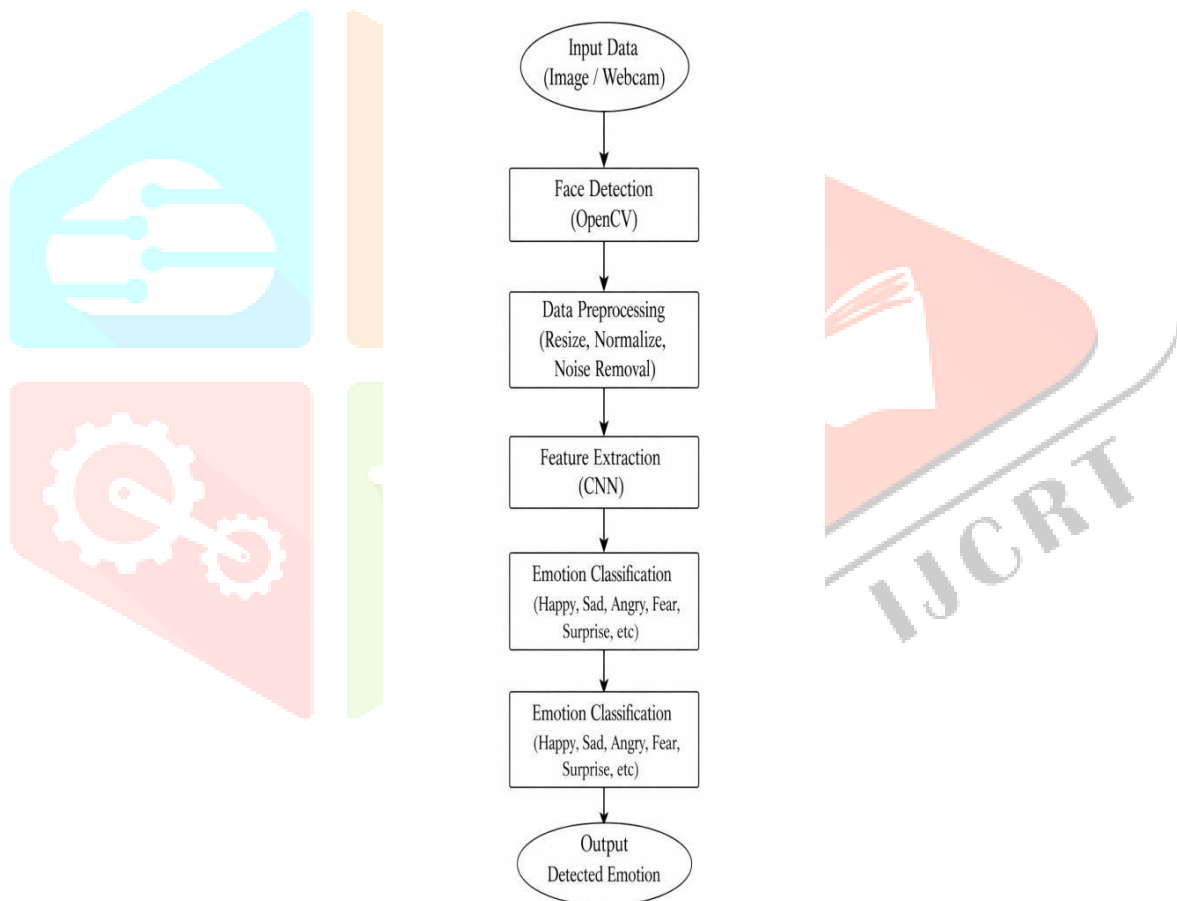 Input Data
(Image / Webcam)
Face Detection
(OpenCV)
Data Preprocessing
(Resize, Normalize,
Noise Removal)
Feature Extraction
(CNN)
Emotion Classification
(Happy, Sad, Angry, Fear,
Surprise, etc)
Emotion Classification
(Happy, Sad, Angry, Fear,
Surprise, etc)
Output
Detected Emotion
IJCRT